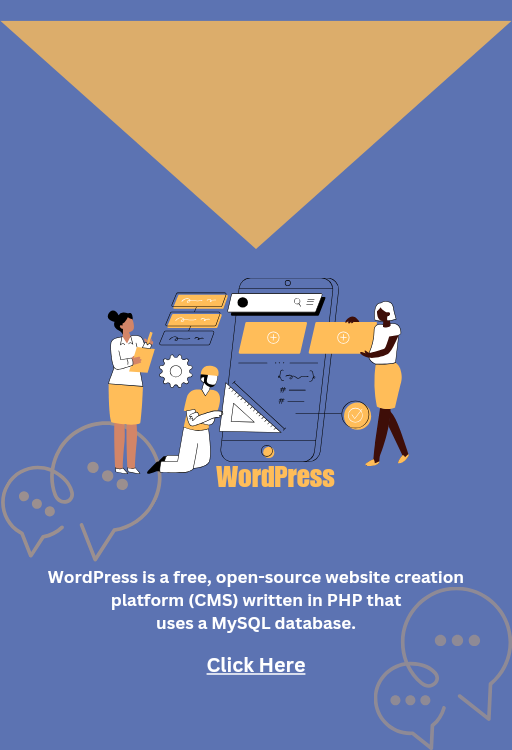 WordPress
WordPress is a free, open-source website creation
platform (CMS) written in PHP that
uses a MySQL database.
Click Here